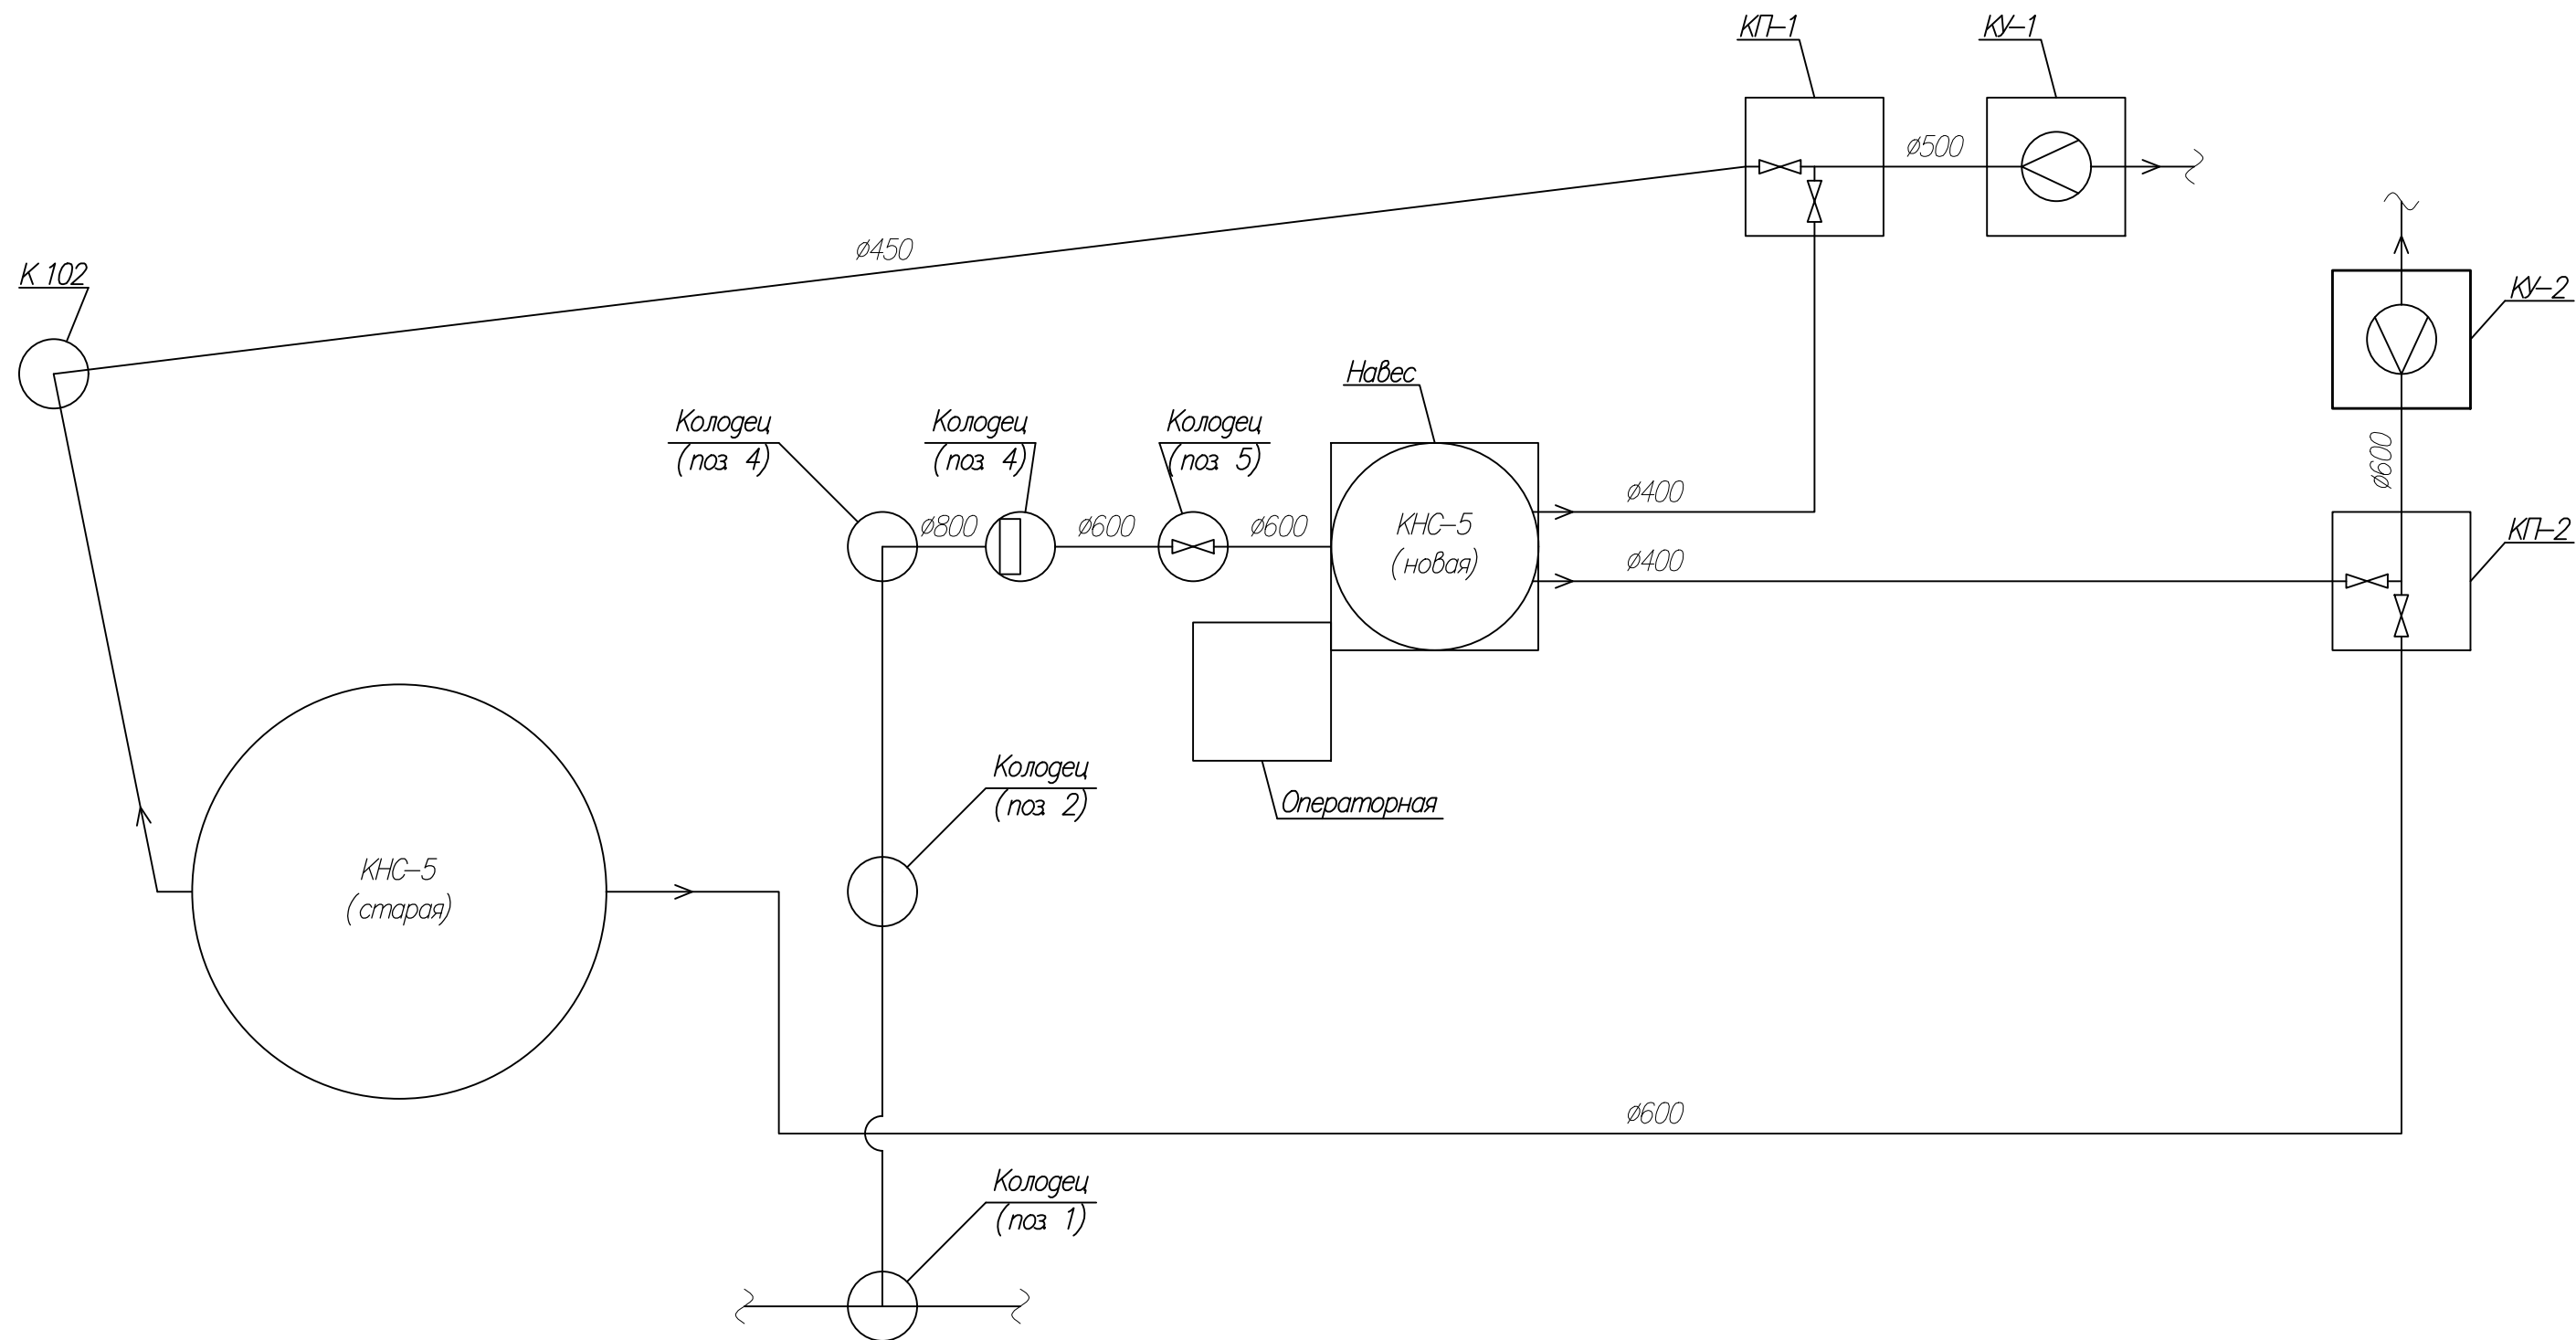 КП-1
КУ-1
ø500
ø450
К 102
КУ-2
Навес
Колодец
(поз. 4)
Колодец
(поз. 4)
Колодец
(поз. 5)
ø600
ø400
ø800
ø600
ø600
КНС-5
(новая)
КП-2
ø400
Колодец
(поз. 2)
Операторная
КНС-5
(старая)
ø600
Колодец
(поз. 1)